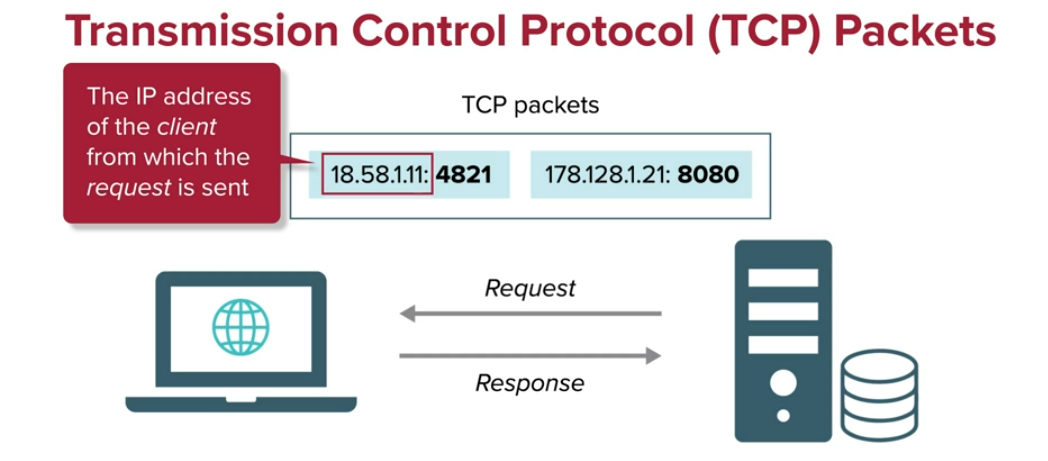 Transmission Control Protocol (TCP) Packets
The IP address
of the client
from which the
request is sent
TCP packets
18.58.1.11: 4821
178.128.1.21: 8080
Request
Response